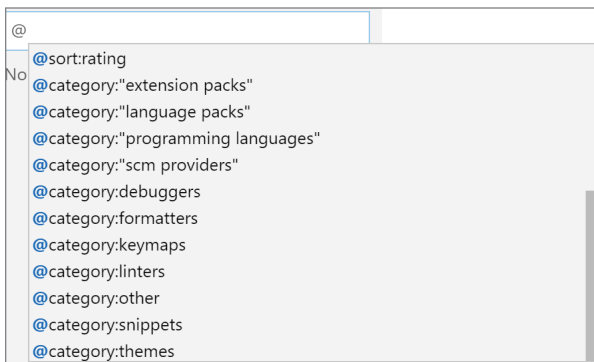 @
@sort:rating
No
@category:"extension packs"
@category:"language packs"
@category:"programming languages"
@category:"scm providers"
@category:debuggers
@category:formatters
@category:keymaps
@category:linters
@category:other
@category:snippets
@category:themes